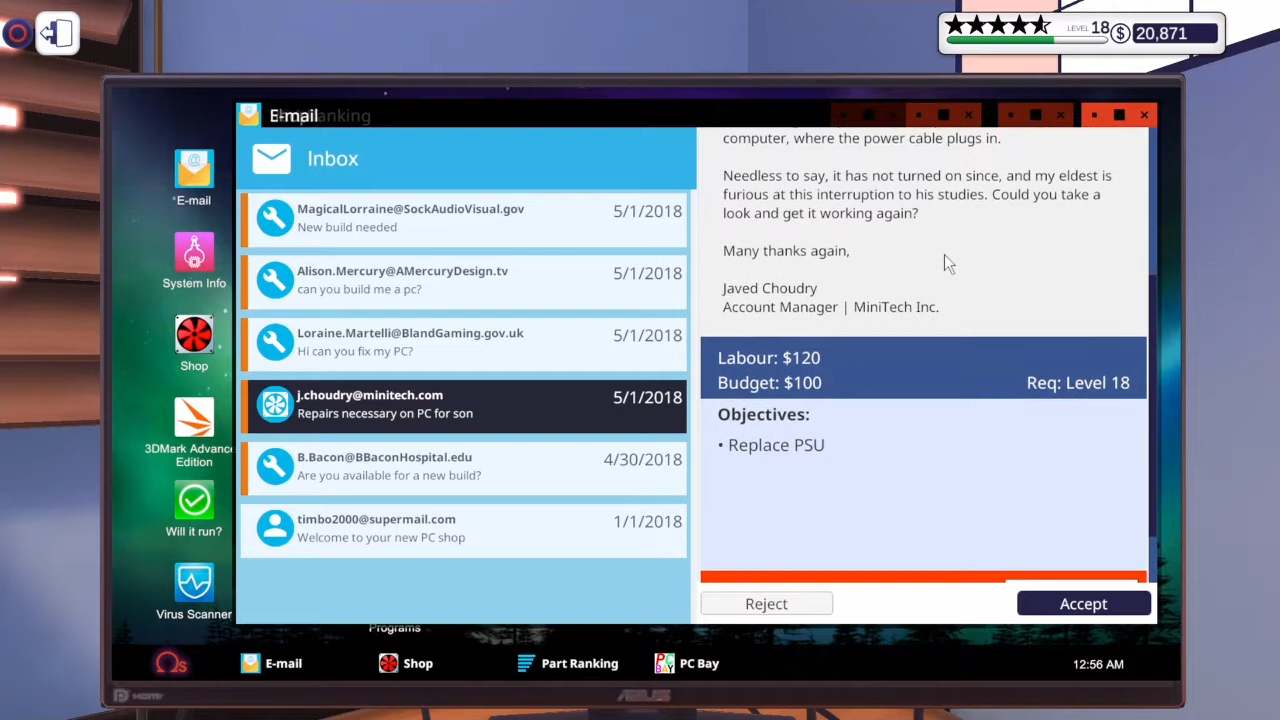 LEVEL 18
$ 20,871
E-mail
Inbox
MagicalLorraine@SockAudioVisual.gov
5/1/2018
New build needed
Alison.Mercury@AMercuryDesign.tv
5/1/2018
can you build me a pc?
Loraine.Martelli@BlandGaming.gov.uk
5/1/2018
Hi can you fix my PC?
j.choudry@minitech.com
5/1/2018
Repairs necessary on PC for son
B.Bacon@BBaconHospital.edu
4/30/2018
Are you available for a new build?
timbo2000@supermail.com
1/1/2018
Welcome to your new PC shop
computer, where the power cable plugs in.
Needless to say, it has not turned on since, and my eldest is
furious at this interruption to his studies. Could you take a
look and get it working again?
Many thanks again,
Javed Choudry
Account Manager | MiniTech Inc.
Labour: $120
Budget: $100
Req: Level 18
Objectives:
• Replace PSU
Reject
Accept
E-mail
System Info
Shop
3DMark Advance
Edition
Will it run?
Virus Scanner
Programs
E-mail
Shop
Part Ranking
PC BAY
PC Bay
12:56 AM
HDMI
ASUS